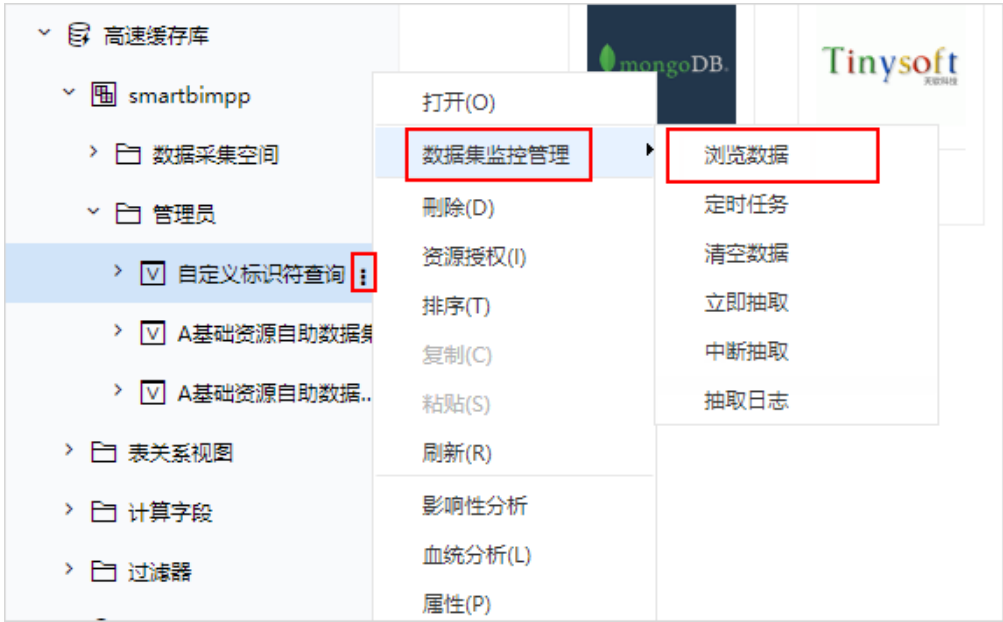 高速缓存库
smartbimpp
数据采集空间
管理员
自定义标识符查询
A基础资源自助数据集
A基础资源自助数据...
表关系视图
计算字段
过滤器
mongoDB.
Tinysoft
天软科技
打开(O)
数据集监控管理
删除(D)
资源授权(I)
排序(T)
复制(C)
粘贴(S)
刷新(R)
影响性分析
血统分析(L)
属性(P)
浏览数据
定时任务
清空数据
立即抽取
中断抽取
抽取日志